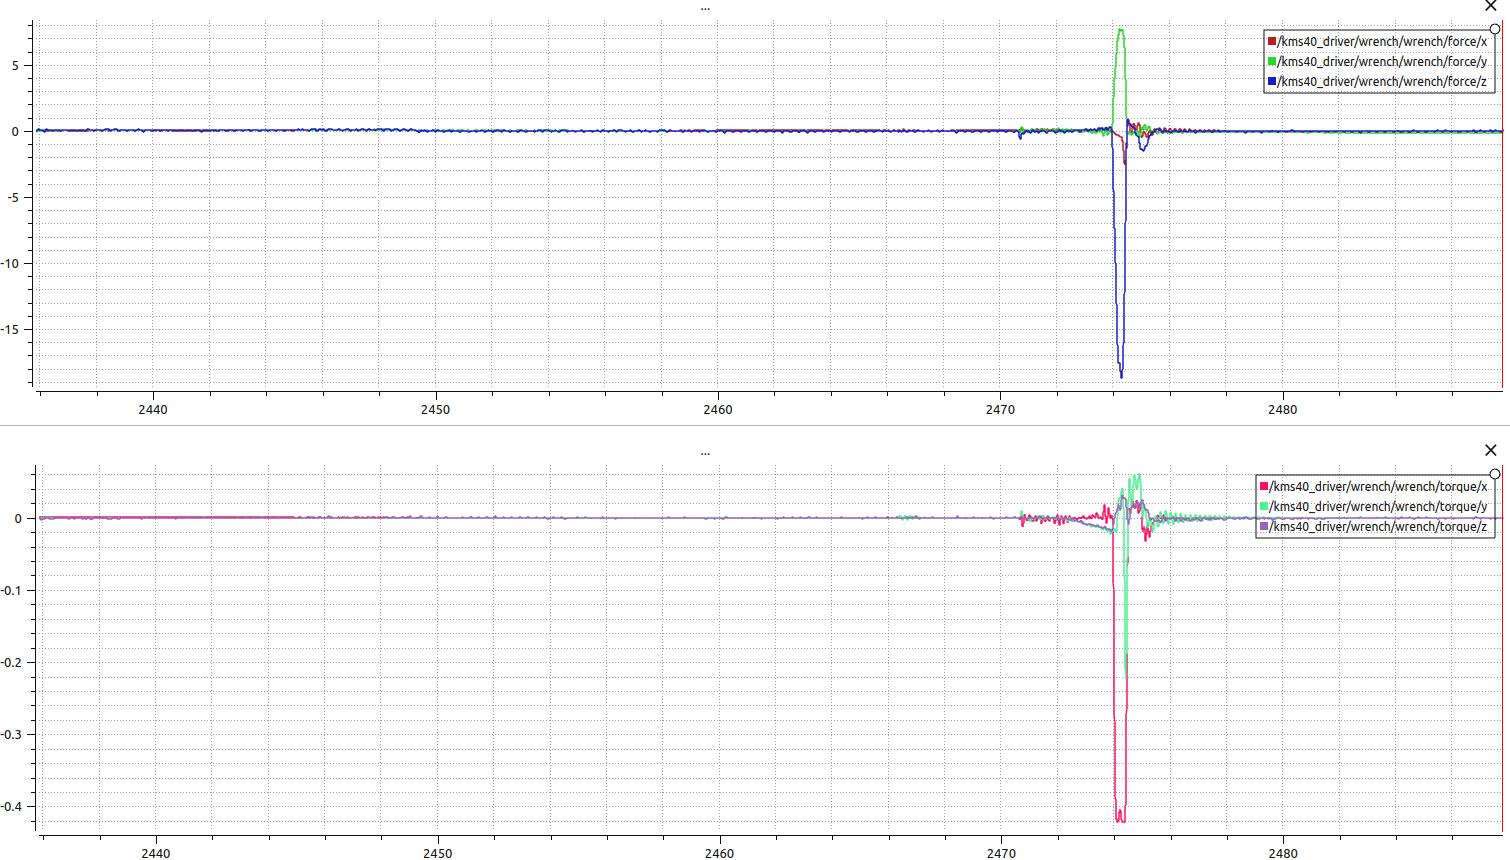 ...
/kms40_driver/wrench/wrench/force/x
/kms40_driver/wrench/wrench/force/y
/kms40_driver/wrench/wrench/force/z
5
0
-5
-10
-15
2440 2450 2460 2470 2480
...
/kms40_driver/wrench/wrench/torque/x
/kms40_driver/wrench/wrench/torque/y
/kms40_driver/wrench/wrench/torque/z
0
-0.1
-0.2
-0.3
-0.4
2440 2450 2460 2470 2480